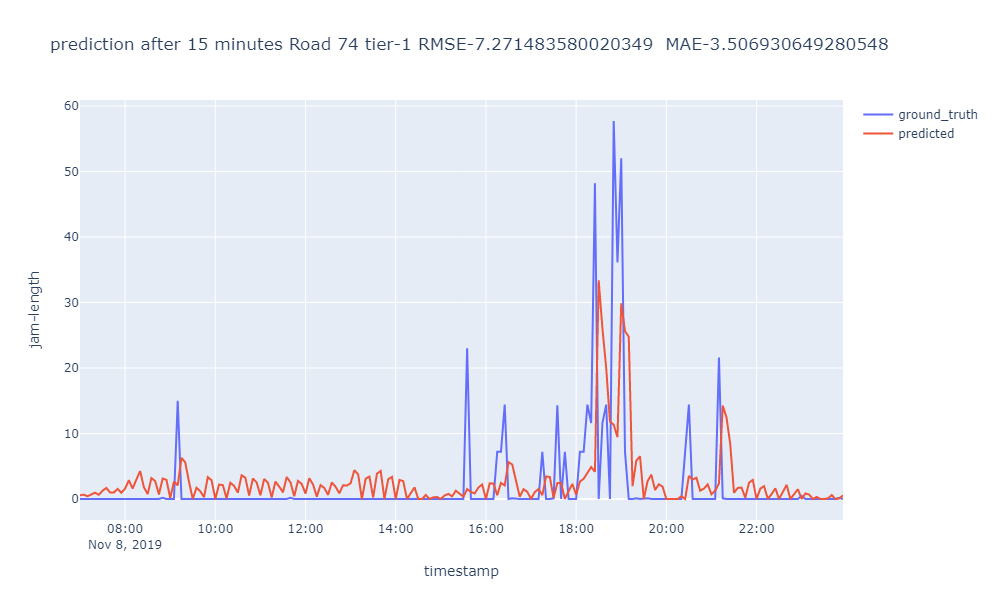 prediction after 15 minutes Road 74 tier-1 RMSE-7.271483580020349  MAE-3.506930649280548
ground_truth
predicted
60
50
40
30
20
10
0
jam-length
08:00 10:00 12:00 14:00 16:00 18:00 20:00 22:00
Nov 8, 2019
timestamp